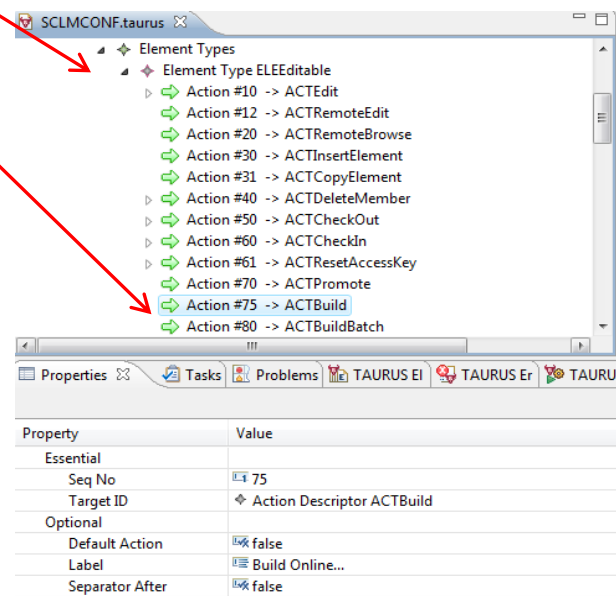 SCLMCONF.taurus
Element Types
Element Type ELEEditable
Action #10 -> ACTEdit
Action #12 -> ACTRemoteEdit
Action #20 -> ACTRemoteBrowse
Action #30 -> ACTInsertElement
Action #31 -> ACTCopyElement
Action #40 -> ACTDeleteMember
Action #50 -> ACTCheckOut
Action #60 -> ACTCheckIn
Action #61 -> ACTResetAccessKey
Action #70 -> ACTPromote
Action #75 -> ACTBuild
Action #80 -> ACTBuildBatch
Properties Tasks Problems TAURUS El TAURUS Er TAURU
Property Value
Essential
Seq No 75
Target ID Action Descriptor ACTBuild
Optional
Default Action false
Label Build Online...
Separator After false